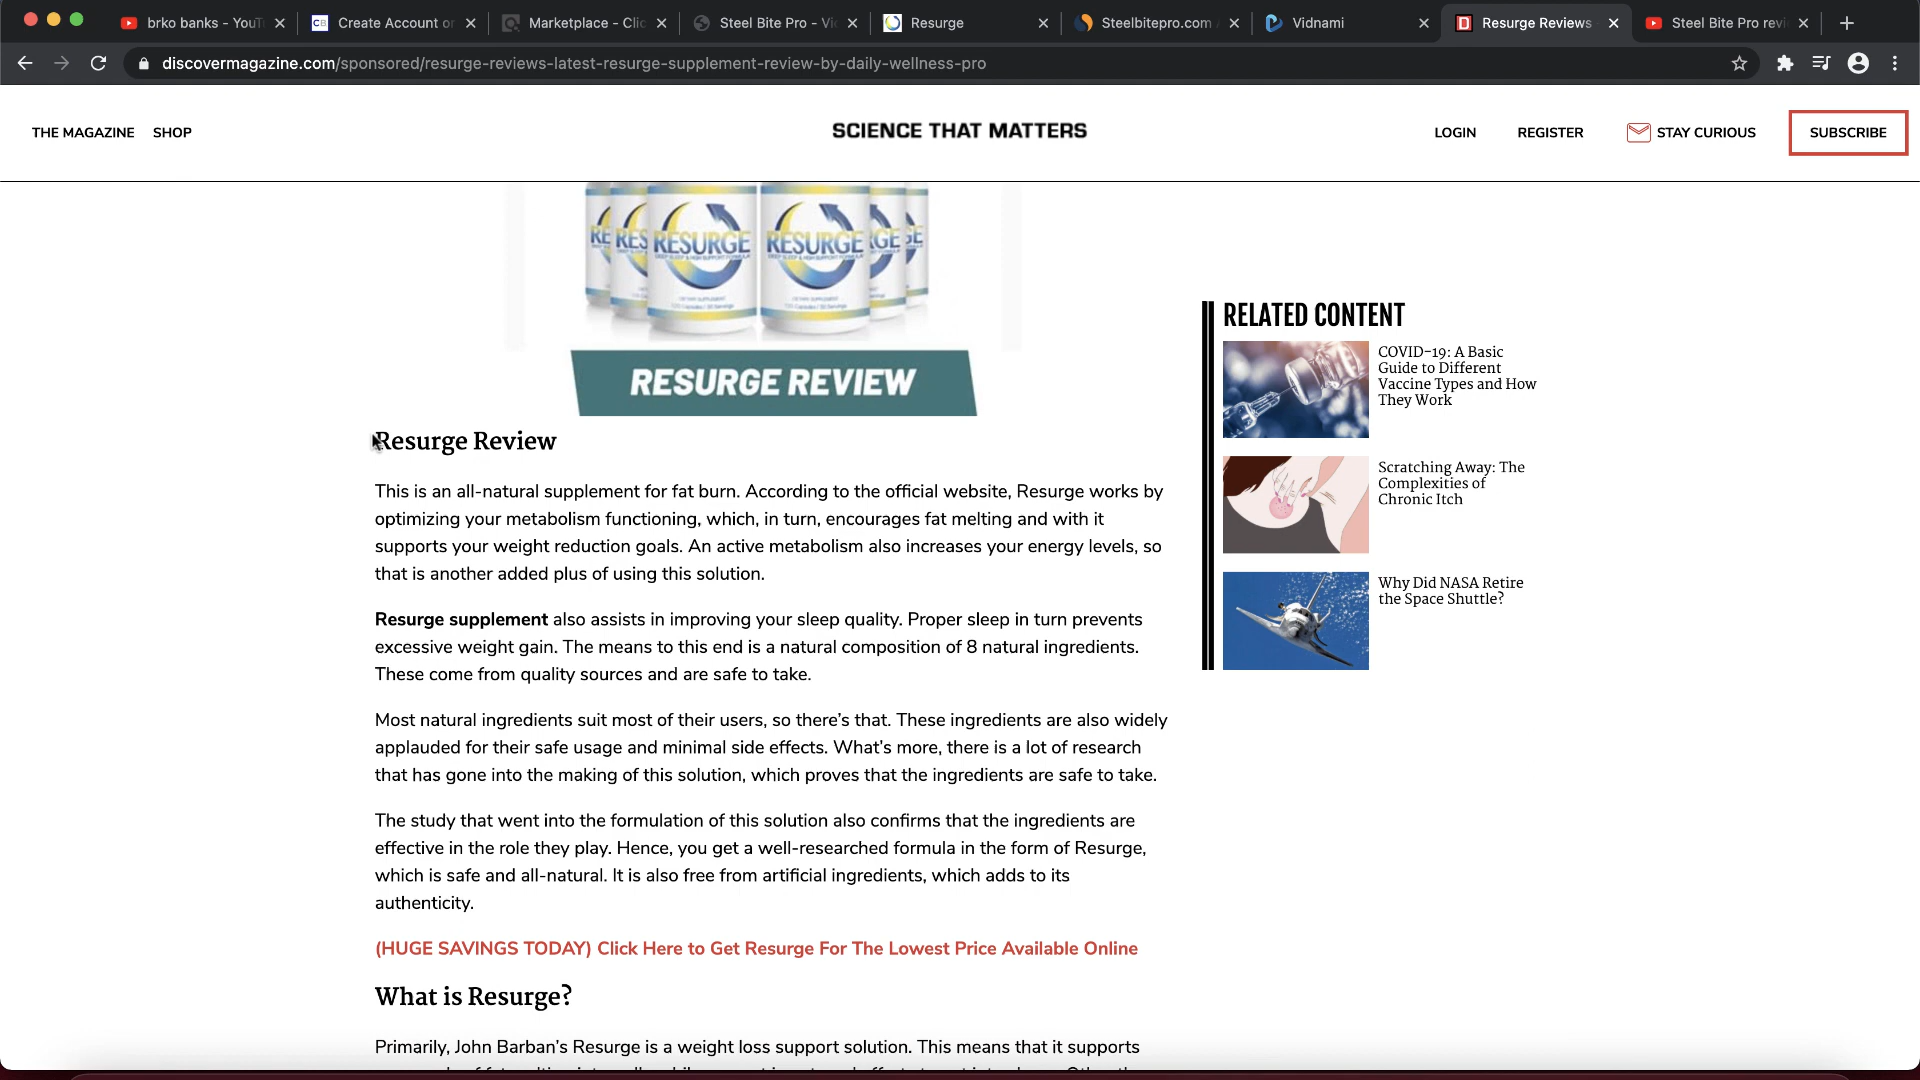 brko banks - YouT
Create Account or
Marketplace - Clic
Steel Bite Pro - Vi
Resurge
Steelbitepro.com
Vidnami
Resurge Reviews
Steel Bite Pro revi
discovermagazine.com/sponsored/resurge-reviews-latest-resurge-supplement-review-by-daily-wellness-pro
THE MAGAZINE
SHOP
SCIENCE THAT MATTERS
LOGIN
REGISTER
STAY CURIOUS
SUBSCRIBE
RESURGE RESURGE
RESURGE REVIEW
Resurge Review
This is an all-natural supplement for fat burn. According to the official website, Resurge works by
optimizing your metabolism functioning, which, in turn, encourages fat melting and with it
supports your weight reduction goals. An active metabolism also increases your energy levels, so
that is another added plus of using this solution.
Resurge supplement also assists in improving your sleep quality. Proper sleep in turn prevents
excessive weight gain. The means to this end is a natural composition of 8 natural ingredients.
These come from quality sources and are safe to take.
Most natural ingredients suit most of their users, so there’s that. These ingredients are also widely
applauded for their safe usage and minimal side effects. What’s more, there is a lot of research
that has gone into the making of this solution, which proves that the ingredients are safe to take.
The study that went into the formulation of this solution also confirms that the ingredients are
effective in the role they play. Hence, you get a well-researched formula in the form of Resurge,
which is safe and all-natural. It is also free from artificial ingredients, which adds to its
authenticity.
(HUGE SAVINGS TODAY) Click Here to Get Resurge For The Lowest Price Available Online
What is Resurge?
Primarily, John Barban’s Resurge is a weight loss support solution. This means that it supports
RELATED CONTENT
COVID-19: A Basic
Guide to Different
Vaccine Types and How
They Work
Scratching Away: The
Complexities of
Chronic Itch
Why Did NASA Retire
the Space Shuttle?